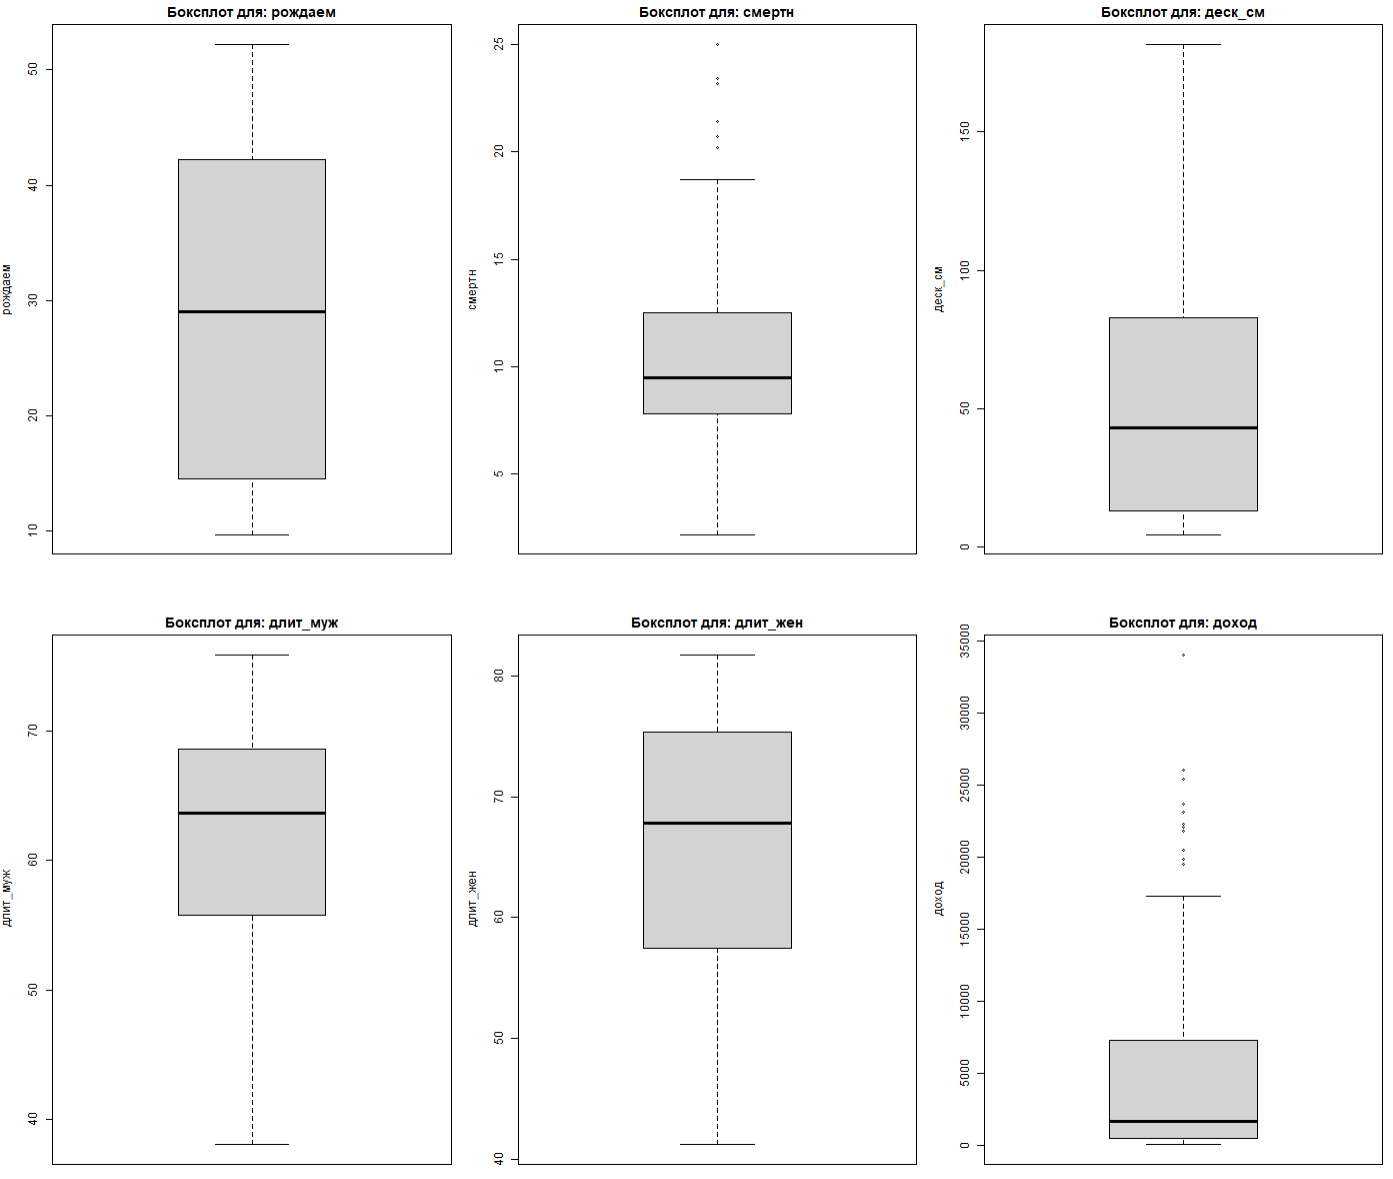 Боксплот для: рождаем
рождаем
50
40
30
20
10
Боксплот для: смертн
смертн
25
20
15
10
5
Боксплот для: деск_см
деск_см
150
100
50
0
Боксплот для: длит_муж
длит_муж
70
60
50
40
Боксплот для: длит_жен
длит_жен
80
70
60
50
40
Боксплот для: доход
доход
35000
30000
25000
20000
15000
10000
5000
0